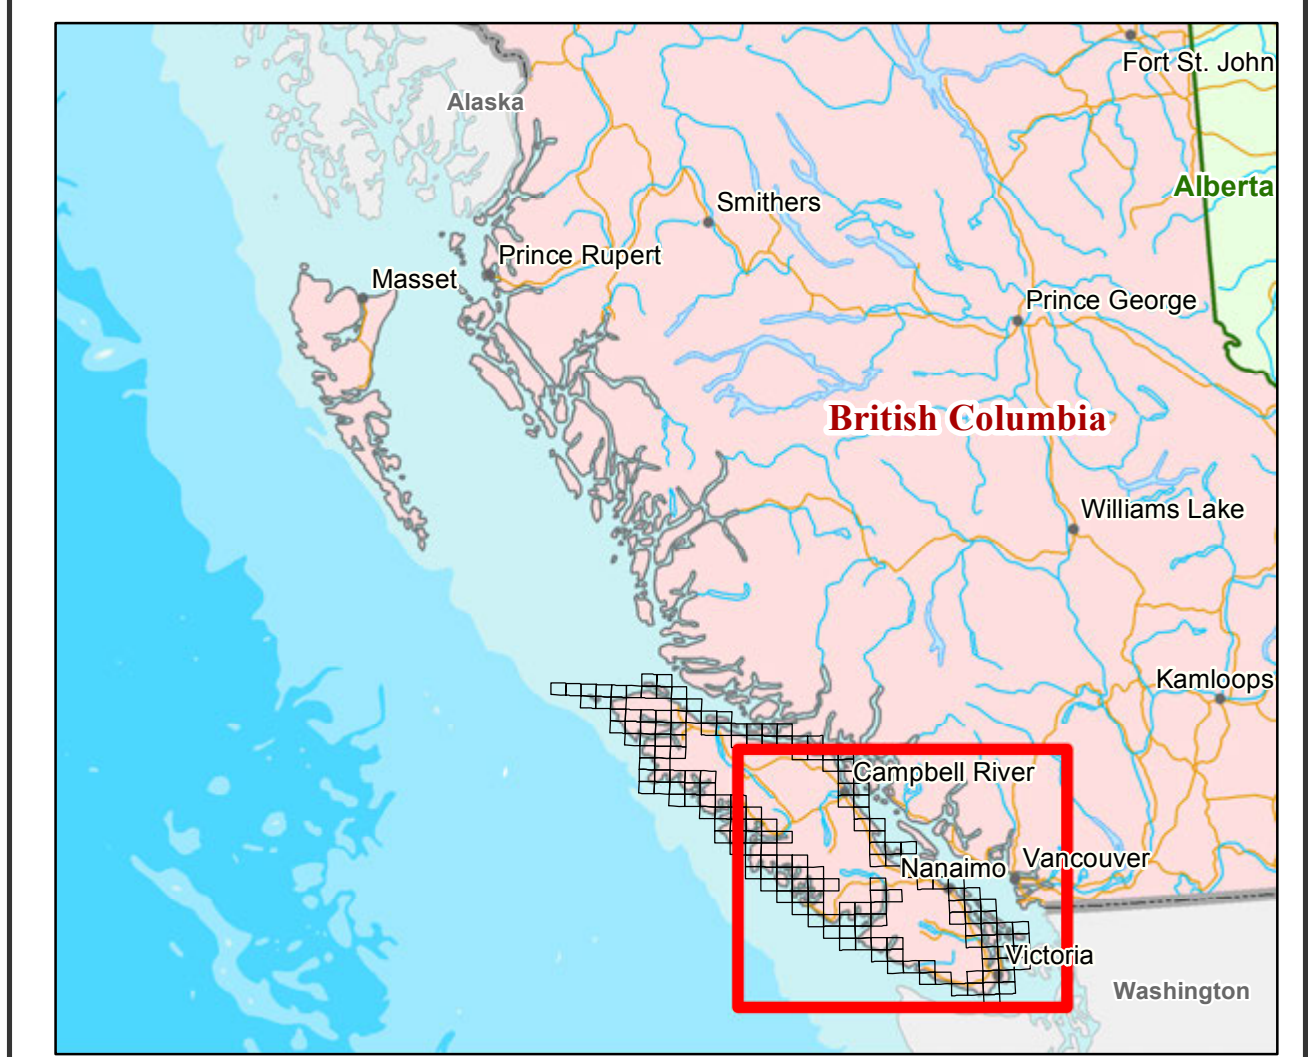 Fort St. John
Alaska
Alberta
Smithers
Prince Rupert
Masset
Prince George
British Columbia
Williams Lake
Kamloops
Campbell River
Vancouver
Nanaimo
Victoria
Washington